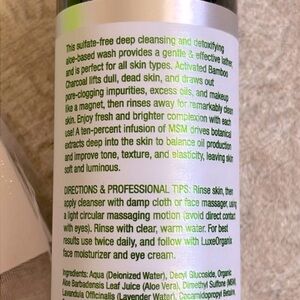 This sulfate-free deep cleansing and detoxifying
aloe-based wash provides a gentle & effective lather,
and is perfect for all skin types. Activated Bamboo
Charcoal lifts dull, dead skin, and draws out
pore-clogging impurities, excess oils, and makeup
like a magnet, then rinses away for remarkably clean
skin. Enjoy fresh and brighter complexion with each
use! A ten-percent infusion of MSM drives botanical
extracts deep into the skin to balance oil production
and improve tone, texture, and elasticity, leaving skin
soft and luminous.
DIRECTIONS & PROFESSIONAL TIPS: Rinse skin, then
apply cleanser with damp cloth or face massager, using
a light circular massaging motion (avoid direct contact
with eyes). Rinse with clear, warm water. For best
results use twice daily, and follow with LuxeOrganix
face moisturizer and eye cream.
Ingredients: Aqua (Deionized Water), Decyl Glucoside, Organic
Aloe Barbadensis Leaf Juice (Aloe Vera), Dimethyl Sulfone (MSM),
Lavandula Officinalis (Lavender Water), Decamidopropyl Betaine,